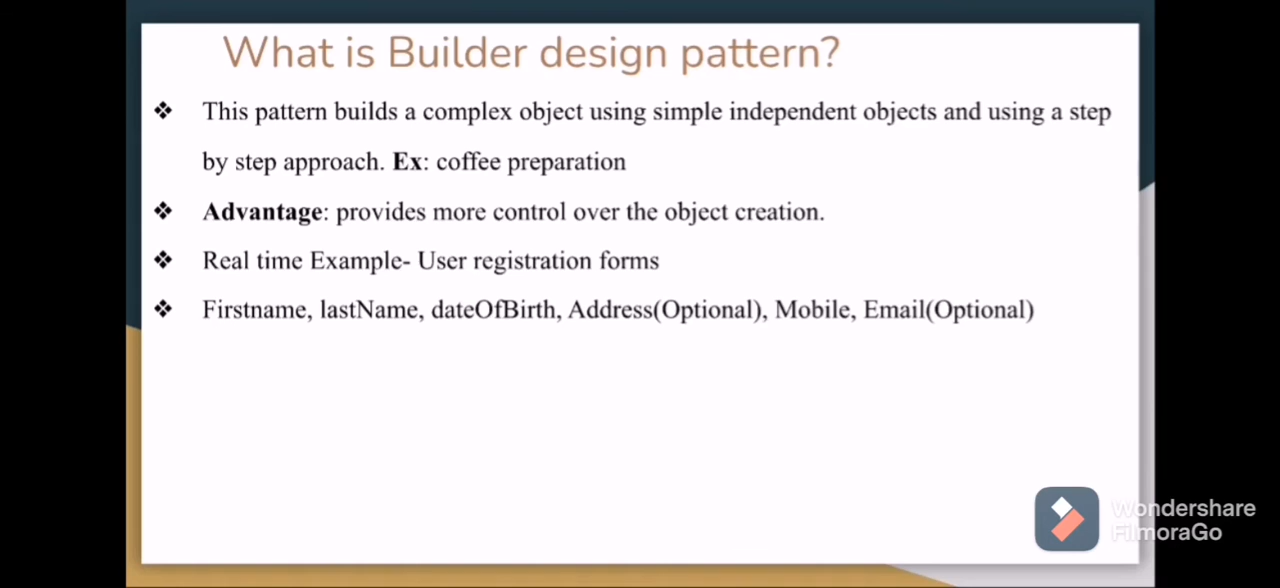 What is Builder design pattern?
❖ This pattern builds a complex object using simple independent objects and using a step
by step approach. Ex: coffee preparation
❖ Advantage: provides more control over the object creation.
❖ Real time Example- User registration forms
❖ Firstname, lastName, dateOfBirth, Address(Optional), Mobile, Email(Optional)
Wondershare
FilmoraGo